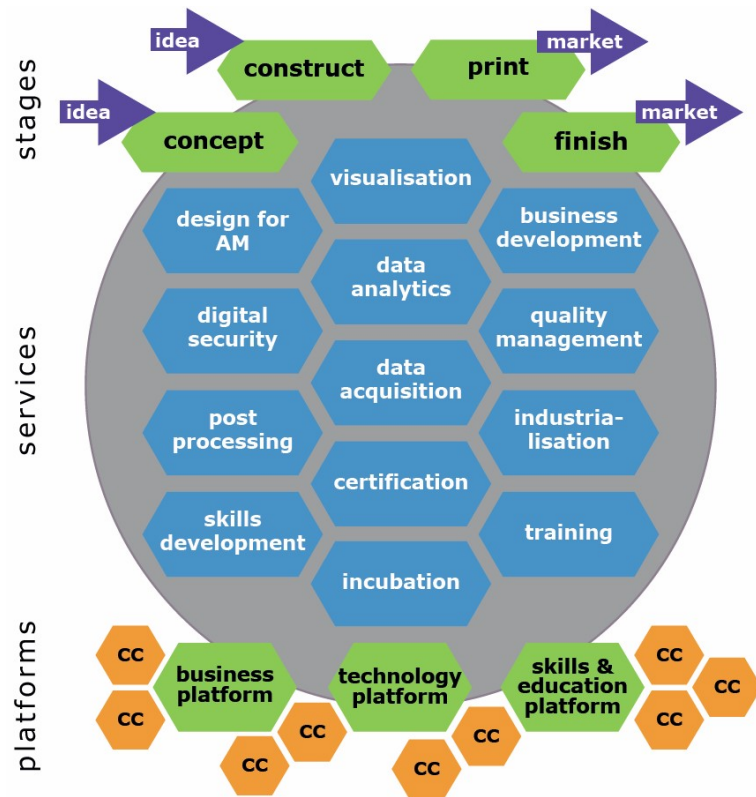 stages
idea
construct
print
market
idea
concept
finish
market
services
visualisation
design for
AM
business
development
data
analytics
digital
security
quality
management
data
acquisition
post
processing
industria-
lisation
certification
skills
development
training
incubation
platforms
cc
business
platform
technology
platform
skills &
education
platform
cc
cc
cc
cc
cc
cc
cc
cc